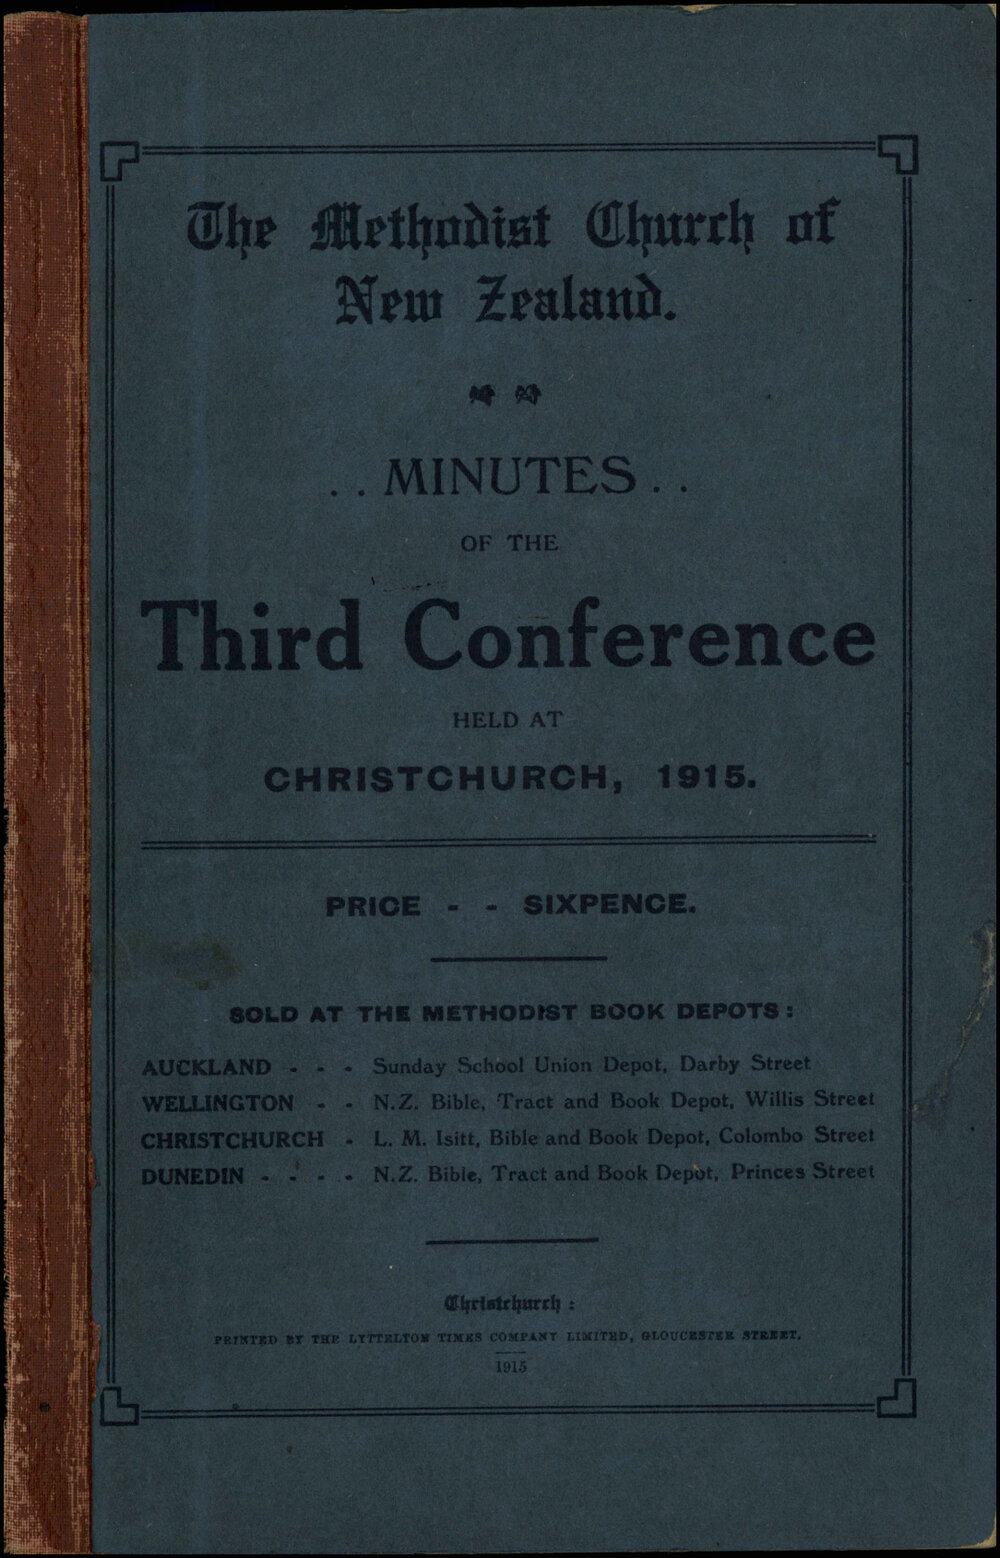 The Methodist Church of
New Zealand.
. . MINUTES . .
OF THE
Third Conference
HELD AT
CHRISTCHURCH, 1915.
PRICE - - SIXPENCE.
SOLD AT THE METHODIST BOOK DEPOTS:
AUCKLAND - - - Sunday School Union Depot, Darby Street
WELLINGTON - - N.Z. Bible, Tract and Book Depot, Willis Street
CHRISTCHURCH - L. M. Isitt, Bible and Book Depot, Colombo Street
DUNEDIN - - - - N.Z. Bible, Tract and Book Depot, Princes Street
Christchurch:
PRINTED BY THE LYTTELTON TIMES COMPANY LIMITED, GLOUCESTER STREET.
1915